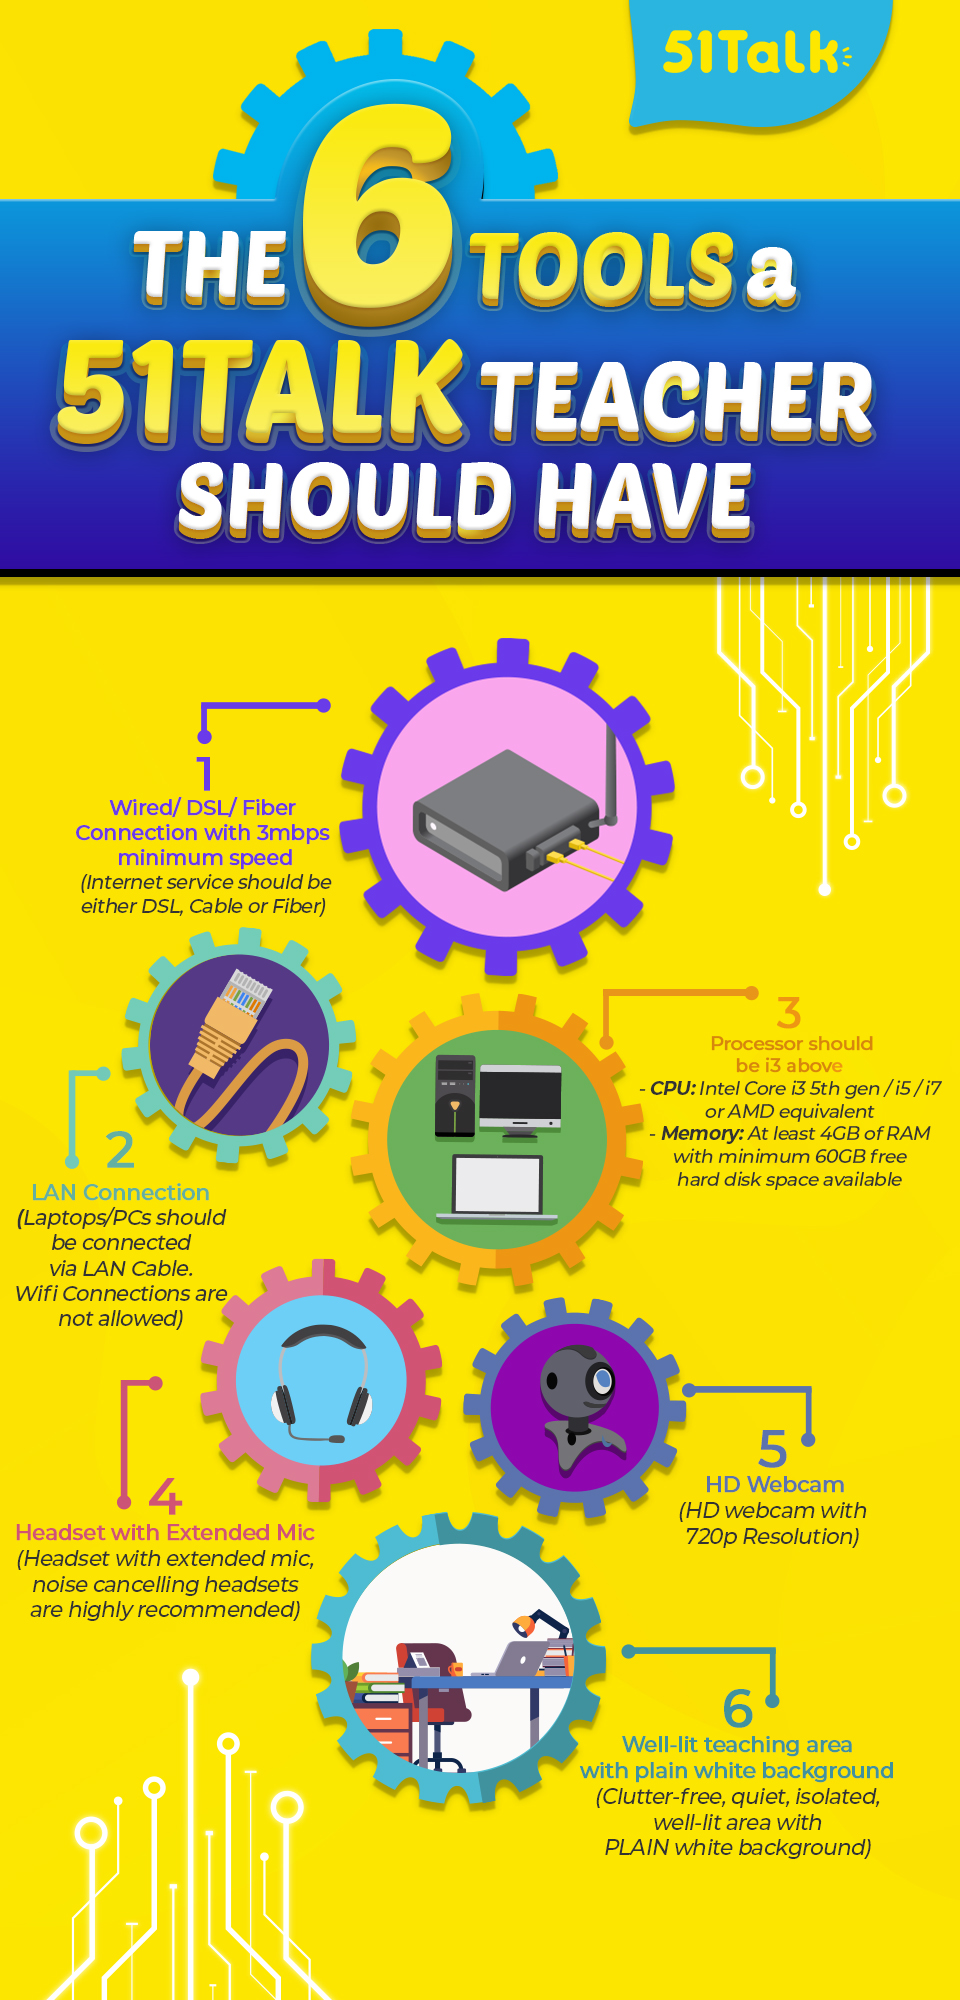 51Talk
THE 6 TOOLS a
51TALK TEACHER
SHOULD HAVE
1
Wired/ DSL/ Fiber
Connection with 3mbps
minimum speed
(Internet service should be
either DSL, Cable or Fiber)
2
LAN Connection
(Laptops/PCs should
be connected
via LAN Cable.
Wifi Connections are
not allowed)
3
Processor should
be i3 above
- CPU: Intel Core i3 5th gen / i5 / i7
or AMD equivalent
- Memory: At least 4GB of RAM
with minimum 60GB free
hard disk space available
4
Headset with Extended Mic
(Headset with extended mic,
noise cancelling headsets
are highly recommended)
5
HD Webcam
(HD webcam with
720p Resolution)
6
Well-lit teaching area
with plain white background
(Clutter-free, quiet, isolated,
well-lit area with
PLAIN white background)